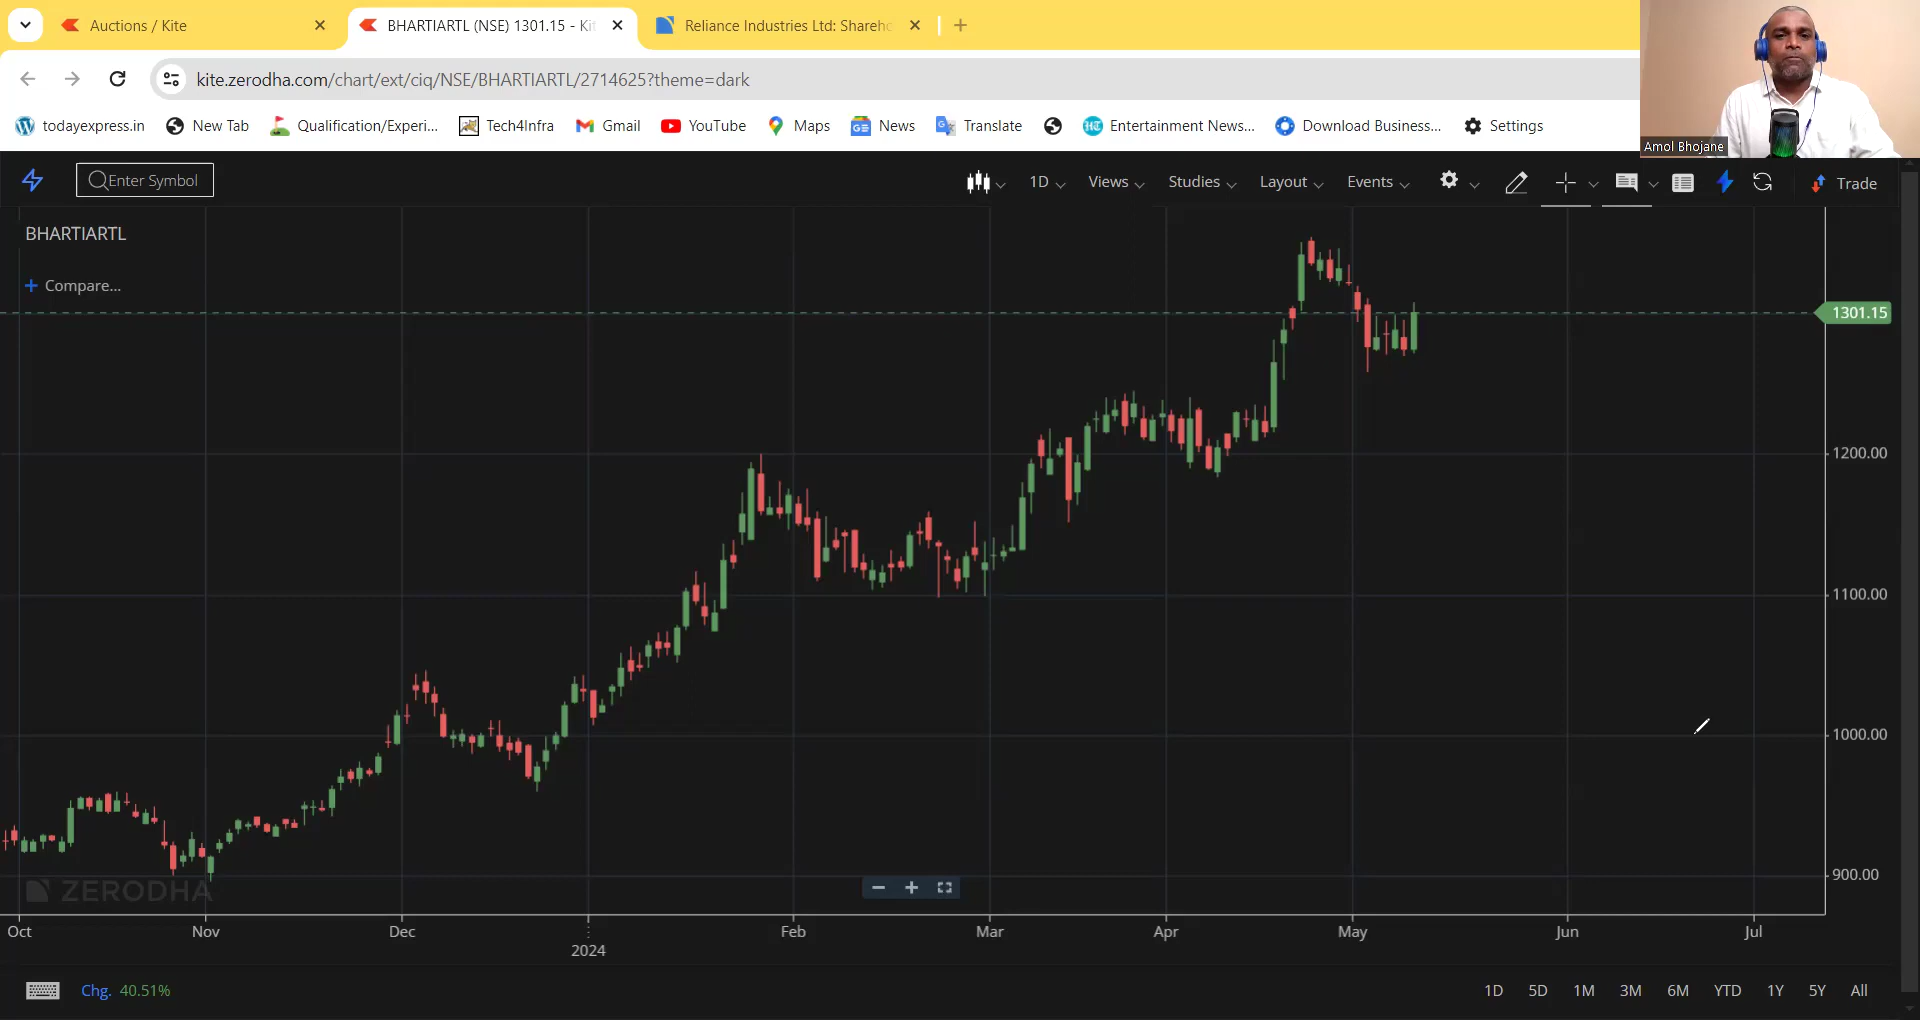 Auctions / Kite
BHARTIARTL (NSE) 1301.15 - Kit
Reliance Industries Ltd: Shareho
kite.zerodha.com/chart/ext/ciq/NSE/BHARTIARTL/2714625?theme=dark
todayexpress.in New Tab Qualification/Experi... Tech4Infra Gmail YouTube Maps News Translate Entertainment News... Download Business... Settings
Amol Bhojane
Enter Symbol 1D Views Studies Layout Events Trade
BHARTIARTL
+ Compare...
1301.15
1200.00
1100.00
1000.00
900.00
ZERODHA
Oct Nov Dec 2024 Feb Mar Apr May Jun Jul
Chg. 40.51% 1D 5D 1M 3M 6M YTD 1Y 5Y All